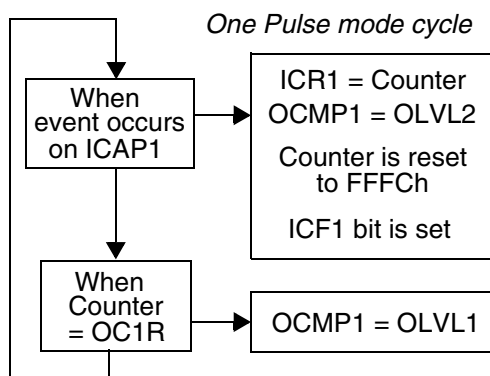 One Pulse mode cycle
When
event occurs
on ICAP1
ICR1 = Counter
OCMP1 = OLVL2
Counter is reset
to FFFCh
ICF1 bit is set
When
Counter
= OC1R
OCMP1 = OLVL1